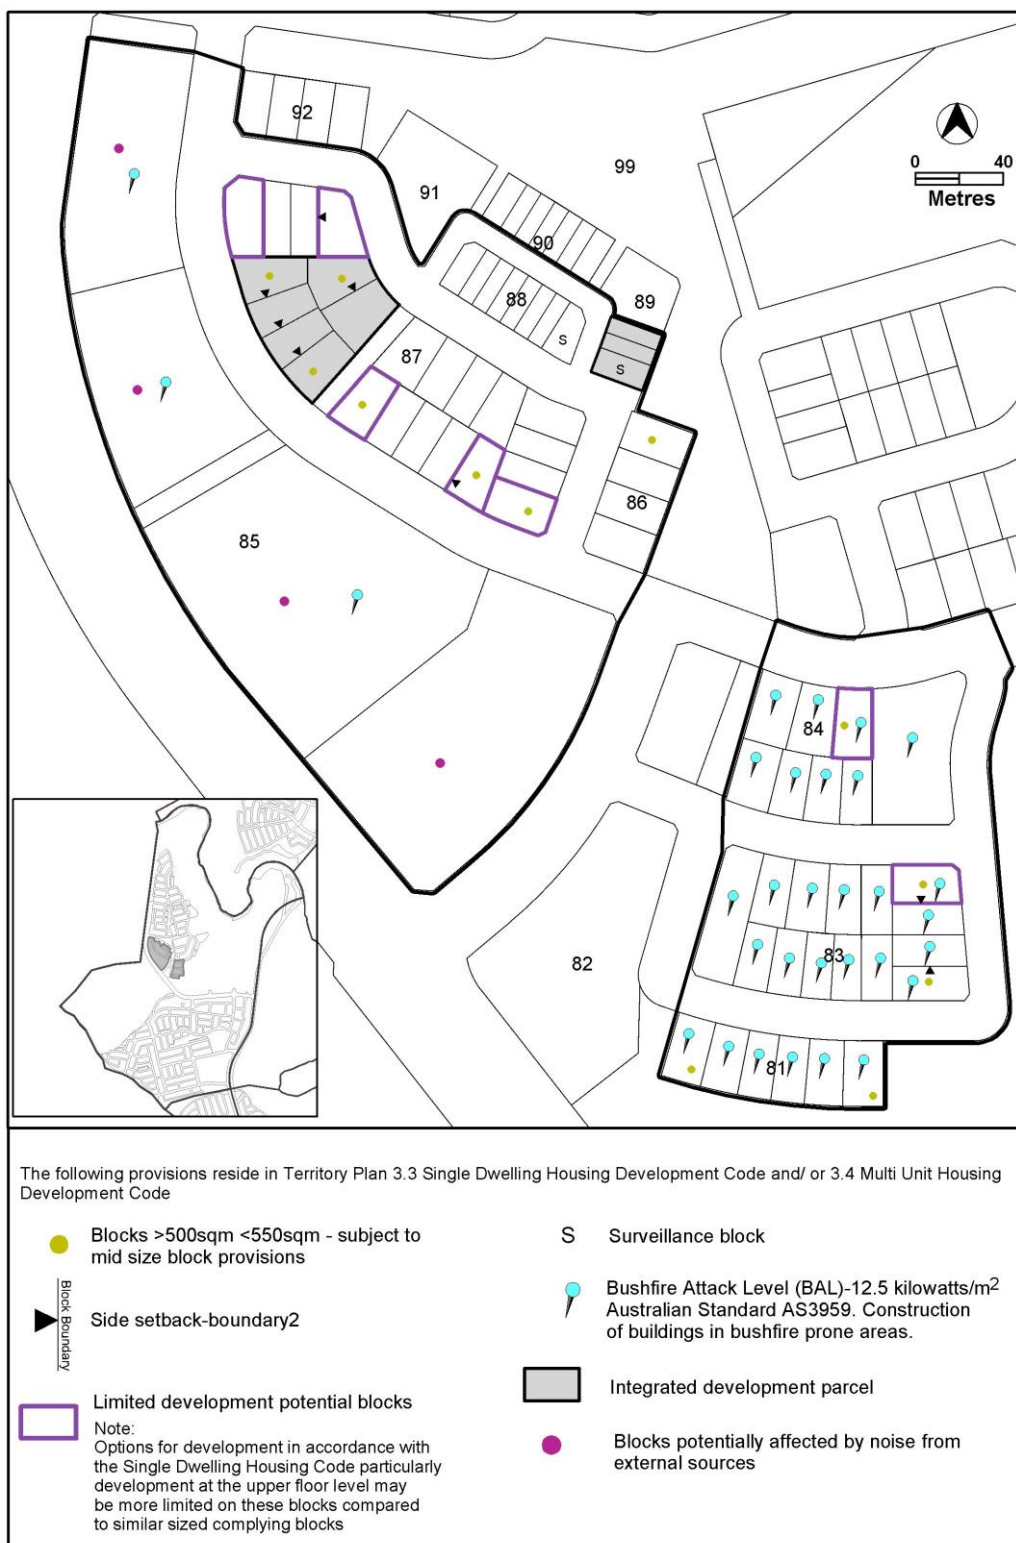 92
99
0 40
Metres
91
90
88
89
S
87
S
86
85
84
83
82
81
The following provisions reside in Territory Plan 3.3 Single Dwelling Housing Development Code and/ or 3.4 Multi Unit Housing
Development Code
Blocks >500sqm <550sqm - subject to
mid size block provisions
Block Boundary
Side setback-boundary2
Limited development potential blocks
Note:
Options for development in accordance with
the Single Dwelling Housing Code particularly
development at the upper floor level may
be more limited on these blocks compared
to similar sized complying blocks
S Surveillance block
Bushfire Attack Level (BAL)-12.5 kilowatts/m²
Australian Standard AS3959. Construction
of buildings in bushfire prone areas.
Integrated development parcel
Blocks potentially affected by noise from
external sources